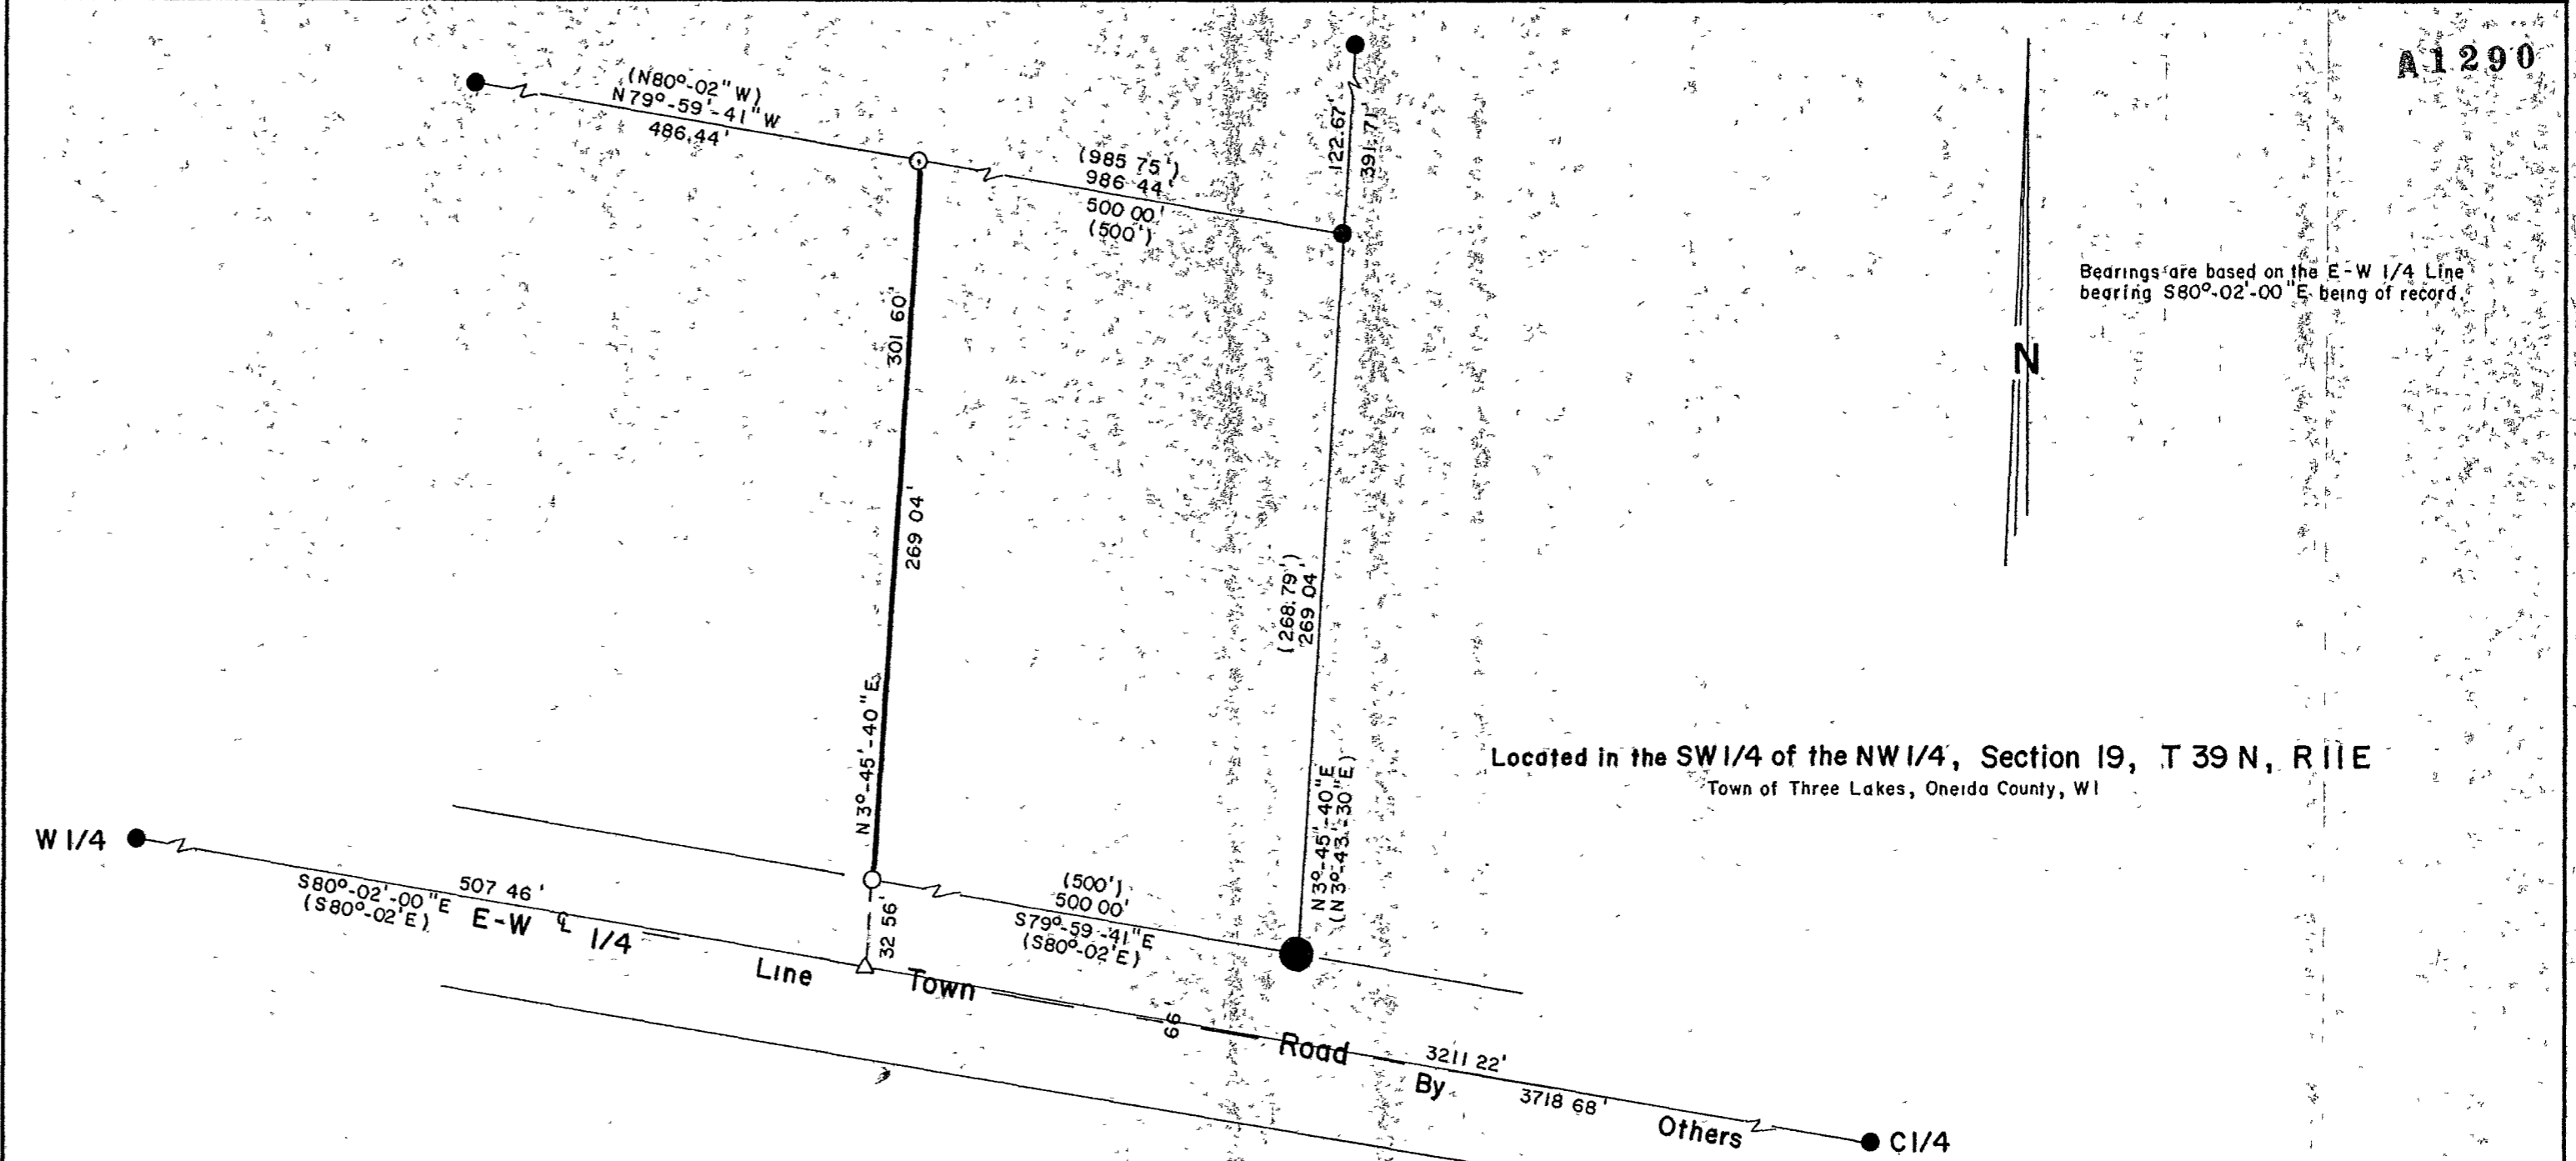 A1290
(N80°-02"W)
N79°-59'-41"W
486.44'
(985 75')
986 44'
500 00'
(500')
122.67'
391.71'
Bearings are based on the E-W 1/4 Line
bearing S80°-02'-00"E being of record.
N
301 60'
269 04'
N3°-45'-40"E
(268.79')
269 04'
N3°-45'-40"E
(N3°-43'-30"E)
Located in the SW1/4 of the NW1/4, Section 19, T 39 N, R11E
Town of Three Lakes, Oneida County, WI
W 1/4
507 46'
S80°-02'-00"E
(S80°-02'E)
E-W ℄ 1/4
Line
32 56'
(500')
500 00'
S79°-59-41"E
(S80°-02'E)
Town
66'
Road
By
3211 22'
3718 68'
Others
C1/4